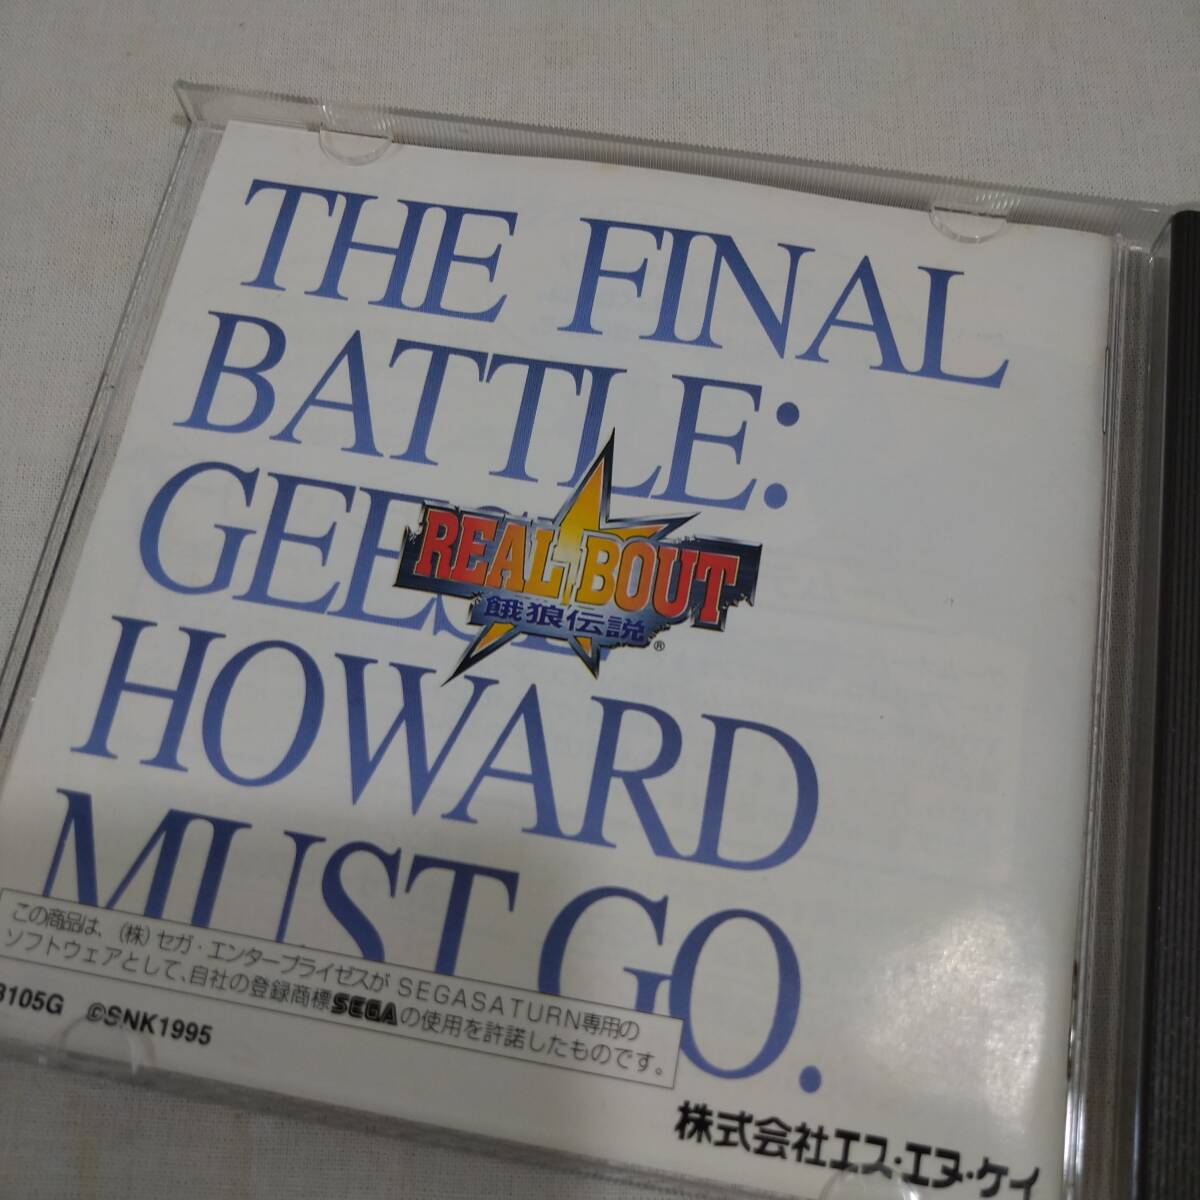 THE FINAL
BATTLE:
GEESE
HOWARD
MUST GO.
REAL BOUT
餓狼伝説®
この商品は、(株)セガ・エンタープライゼスが SEGASATURN専用の
ソフトウェアとして、自社の登録商標SEGAの使用を許諾したものです。
3105G ©SNK1995
株式会社エス・エヌ・ケイ